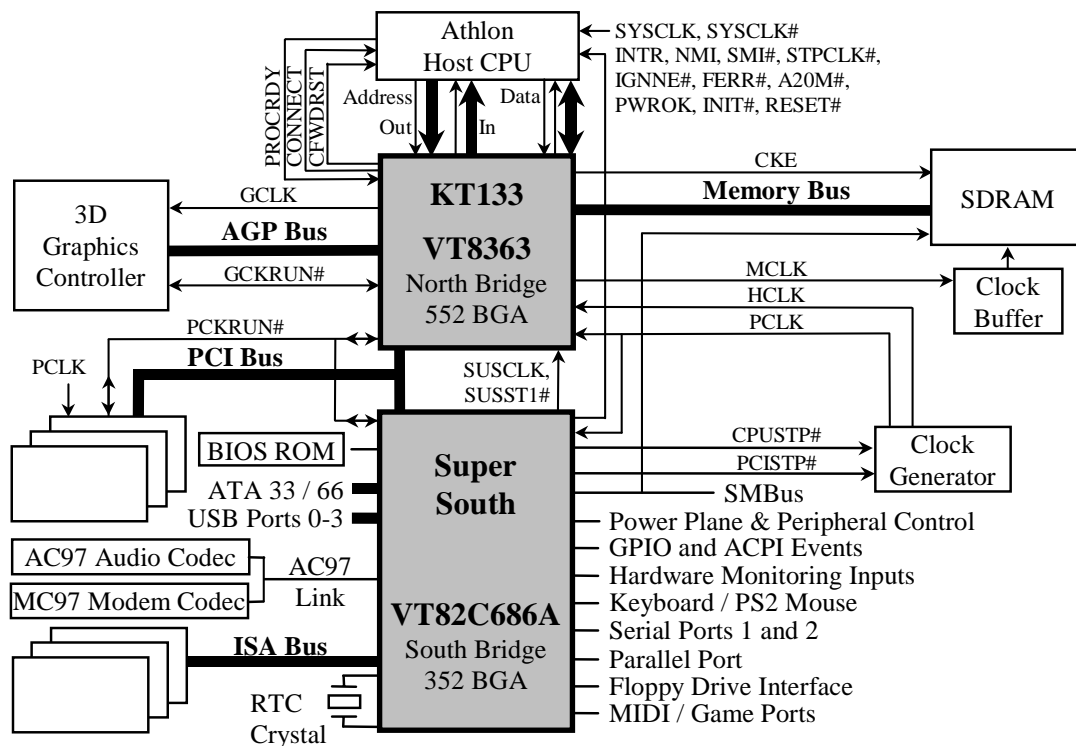 Athlon
Host CPU
SYSCLK, SYSCLK#
INTR, NMI, SMI#, STPCLK#,
IGNNE#, FERR#, A20M#,
PWROK, INIT#, RESET#
PROCRDY
CONNECT
CFWDRST
Address
Out
In
Data
KT133
VT8363
North Bridge
552 BGA
CKE
Memory Bus
SDRAM
3D
Graphics
Controller
GCLK
AGP Bus
GCKRUN#
MCLK
HCLK
PCLK
Clock
Buffer
PCKRUN#
PCI Bus
PCLK
SUSCLK,
SUSST1#
BIOS ROM
ATA 33 / 66
USB Ports 0-3
Super
South
VT82C686A
South Bridge
352 BGA
CPUSTP#
PCISTP#
Clock
Generator
SMBus
Power Plane & Peripheral Control
GPIO and ACPI Events
Hardware Monitoring Inputs
Keyboard / PS2 Mouse
Serial Ports 1 and 2
Parallel Port
Floppy Drive Interface
MIDI / Game Ports
AC97 Audio Codec
MC97 Modem Codec
AC97
Link
ISA Bus
RTC
Crystal